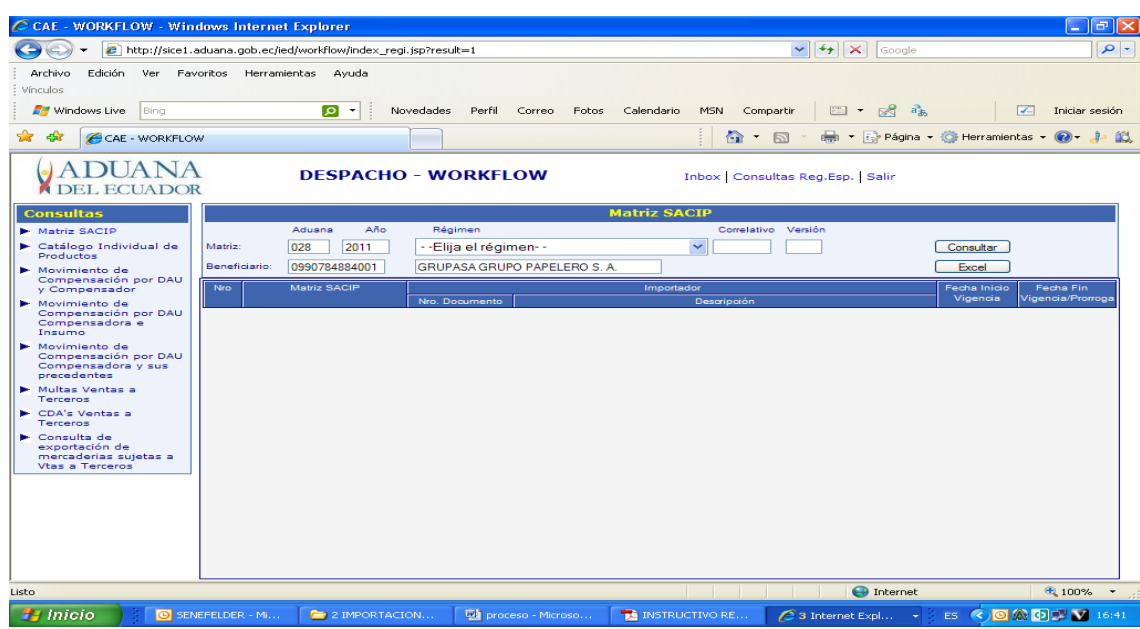 CAE - WORKFLOW - Windows Internet Explorer
http://sice1.aduana.gob.ec/ied/workflow/index_regi.jsp?result=1
Google
Archivo Edición Ver Favoritos Herramientas Ayuda
Vínculos
Windows Live Bing Novedades Perfil Correo Fotos Calendario MSN Compartir Iniciar sesión
CAE - WORKFLOW Página Herramientas
ADUANA
DEL ECUADOR
DESPACHO - WORKFLOW
Inbox | Consultas Reg.Esp. | Salir
Consultas
Matriz SACIP
Catálogo Individual de
Productos
Movimiento de
Compensación por DAU
y Compensador
Movimiento de
Compensación por DAU
Compensadora e
Insumo
Movimiento de
Compensación por DAU
Compensadora y sus
precedentes
Multas Ventas a
Terceros
CDA's Ventas a
Terceros
Consulta de
exportación de
mercaderias sujetas a
Vtas a Terceros
Matriz SACIP
Aduana Año Régimen Correlativo Versión
Matriz: 028 2011 - -Elija el régimen- - Consultar
Beneficiario: 0990784884001 GRUPASA GRUPO PAPELERO S. A. Excel
Nro Matriz SACIP Importador Fecha Inicio Vigencia Fecha Fin Vigencia/Prorroga
Nro. Documento Descripción
Listo Internet 100%
Inicio SENEFELDER - Mi... 2 IMPORTACION... proceso - Microso... INSTRUCTIVO RE... 3 Internet Expl... ES 16:41